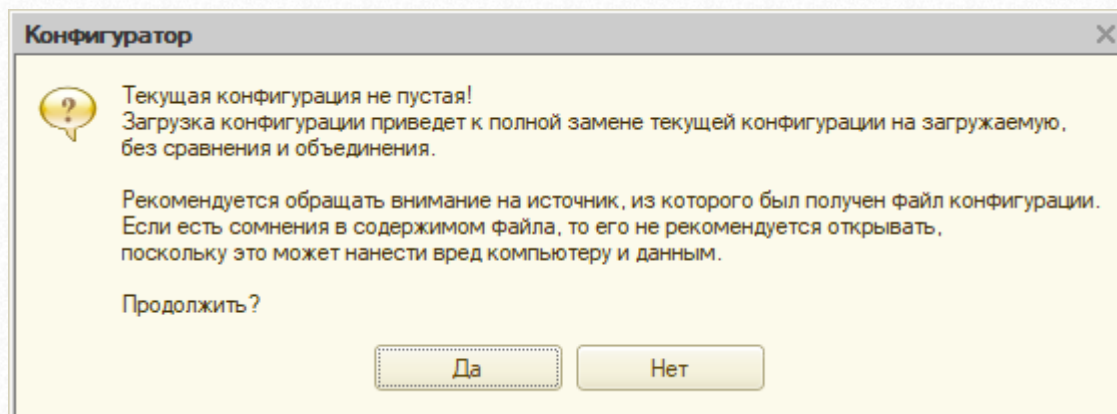 Конфигуратор
Текущая конфигурация не пустая!
Загрузка конфигурации приведет к полной замене текущей конфигурации на загружаемую,
без сравнения и объединения.
Рекомендуется обращать внимание на источник, из которого был получен файл конфигурации.
Если есть сомнения в содержимом файла, то его не рекомендуется открывать,
поскольку это может нанести вред компьютеру и данным.
Продолжить?
Да
Нет